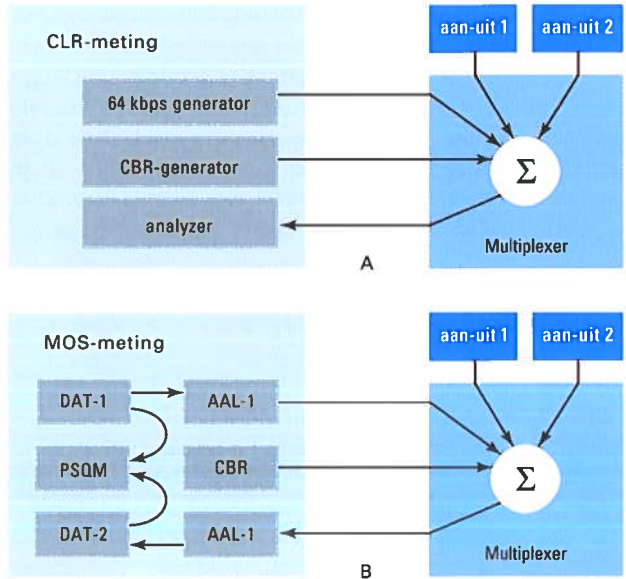 CLR-meting
aan-uit 1
aan-uit 2
64 kbps generator
CBR-generator
analyzer
Σ
Multiplexer
A
MOS-meting
aan-uit 1
aan-uit 2
DAT-1
AAL-1
PSQM
CBR
Σ
DAT-2
AAL-1
Multiplexer
B